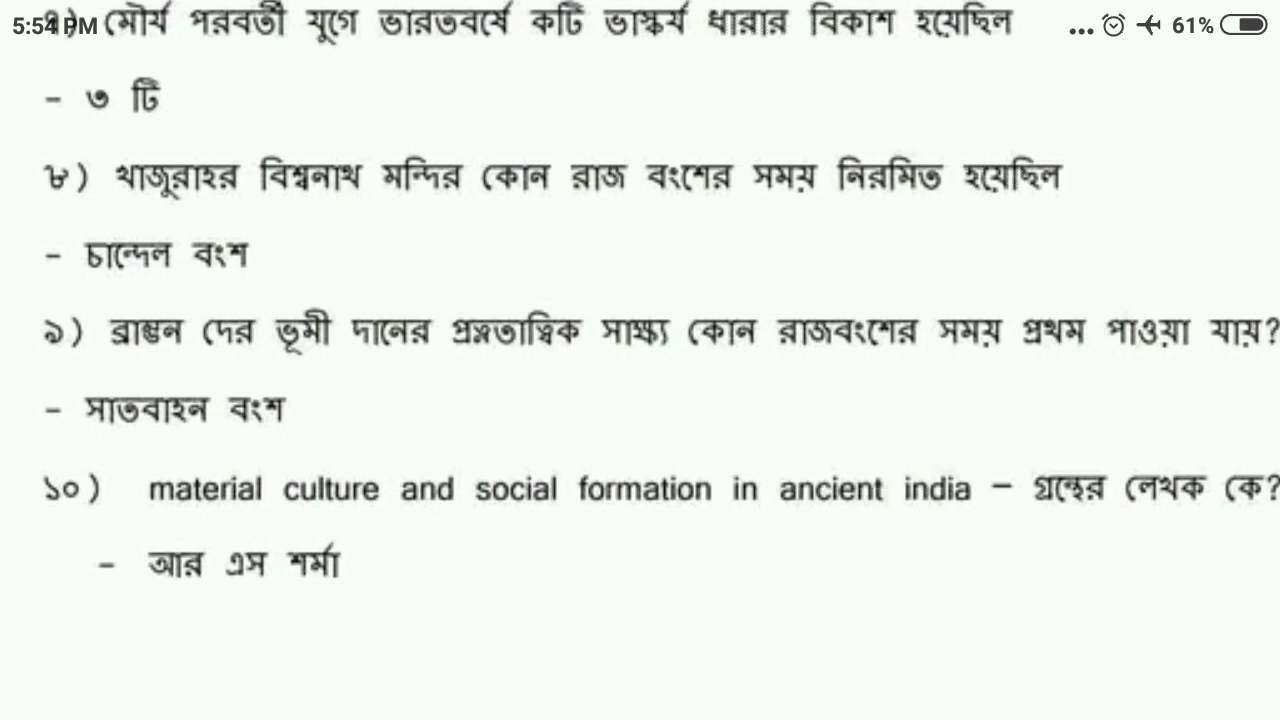 5:54 PM ... 61%
৭) মৌর্য পরবর্তী যুগে ভারতবর্ষে কটি ভাস্কর্য ধারার বিকাশ হয়েছিল
- ৩ টি
৮) খাজুরাহর বিশ্বনাথ মন্দির কোন রাজ বংশের সময় নিরমিত হয়েছিল
- চান্দেল বংশ
৯) ব্রাম্ভন দের ভূমী দানের প্রত্নতাত্ত্বিক সাক্ষ্য কোন রাজবংশের সময় প্রথম পাওয়া যায়?
- সাতবাহন বংশ
১০) material culture and social formation in ancient india – গ্রন্থের লেখক কে?
- আর এস শর্মা